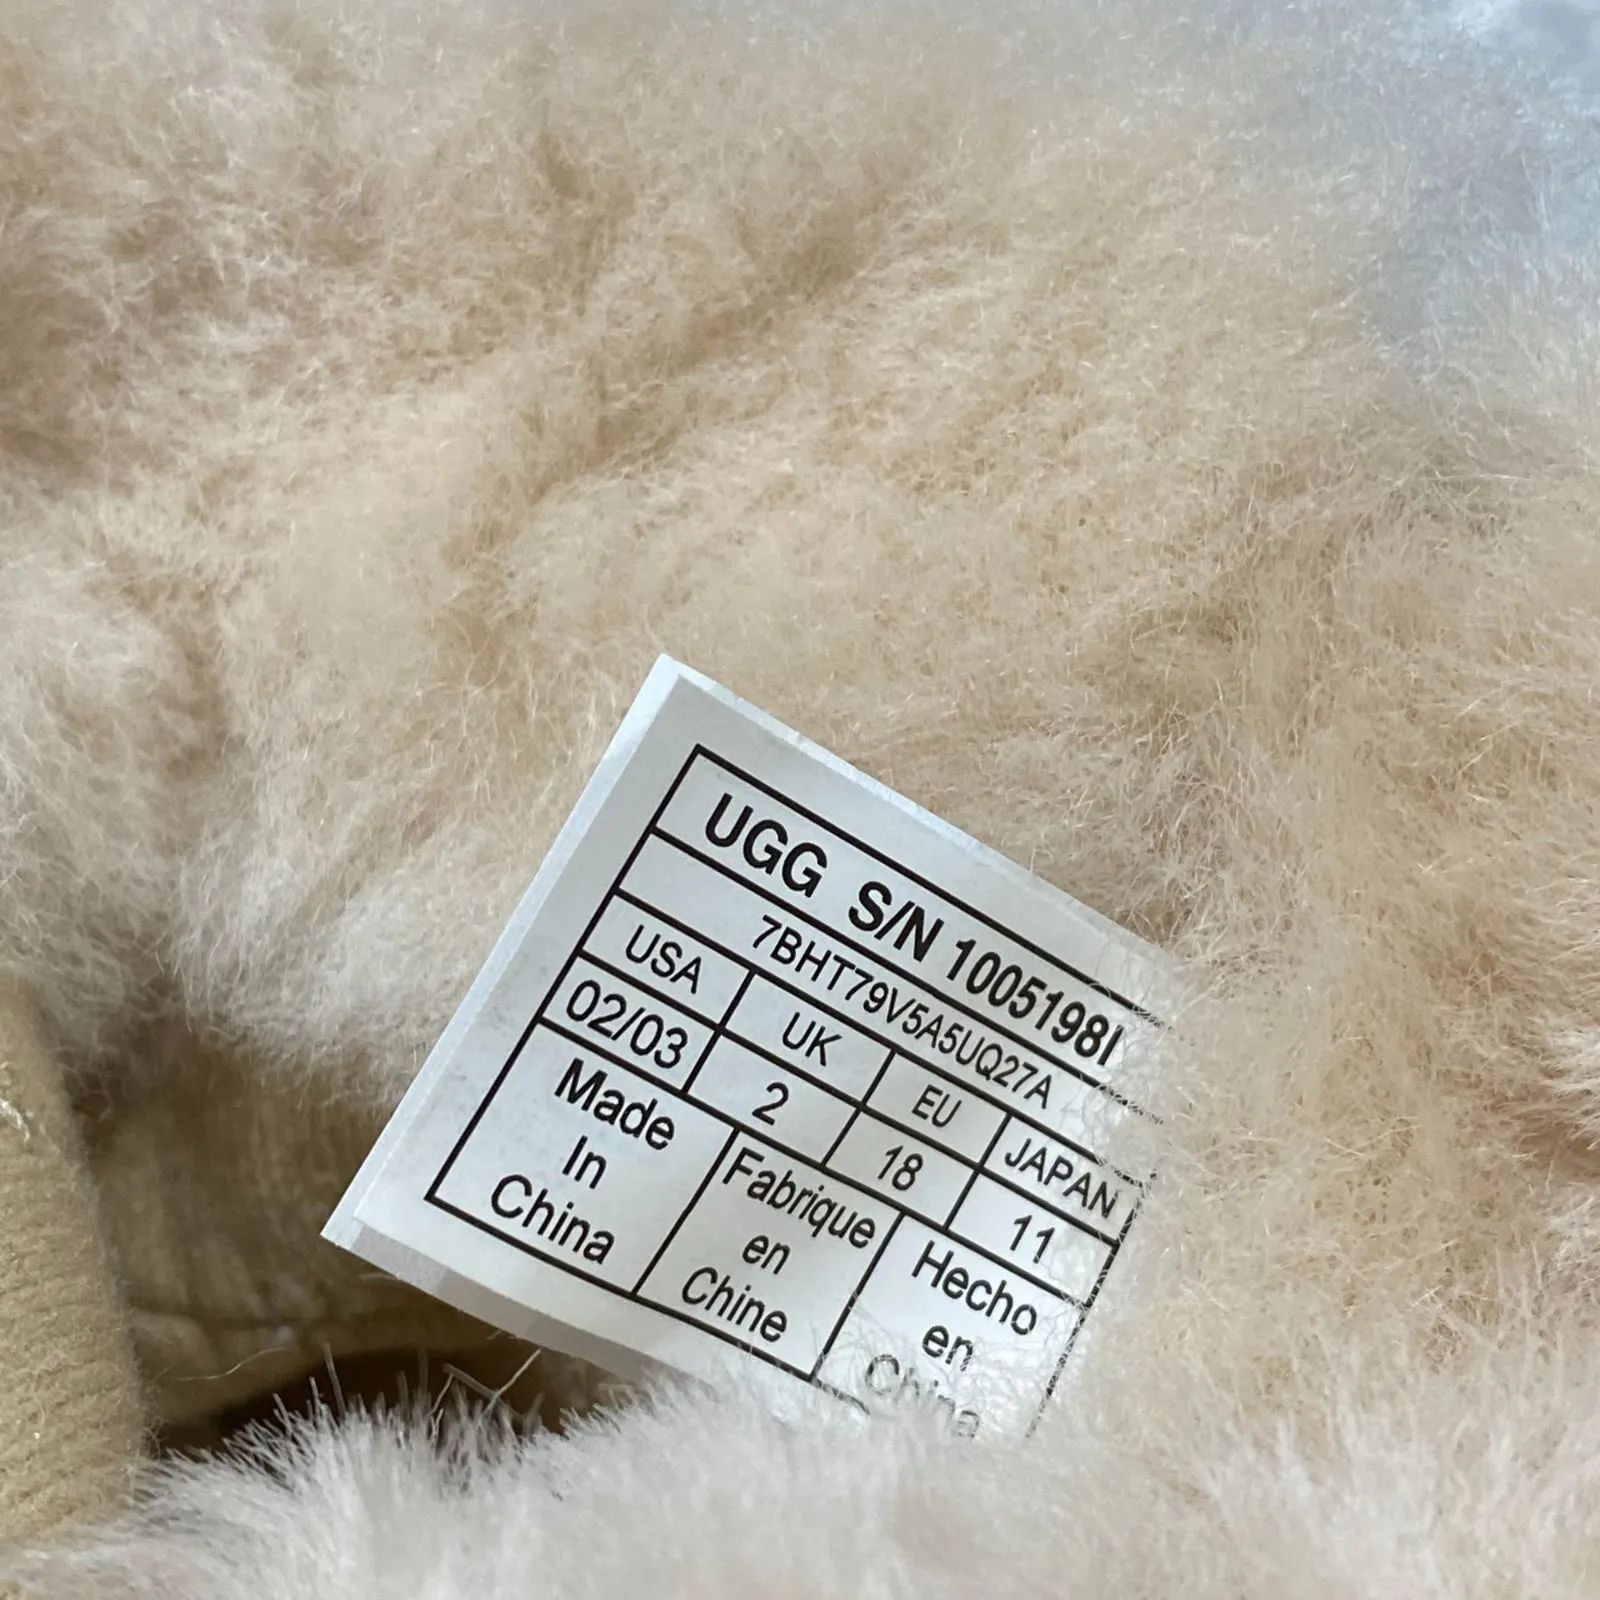 UGG S/N 1005198I
7BHT79V5A5UQ27A
USA UK EU JAPAN
02/03 2 18 11
Made Fabrique Hecho
In en en
China Chine China